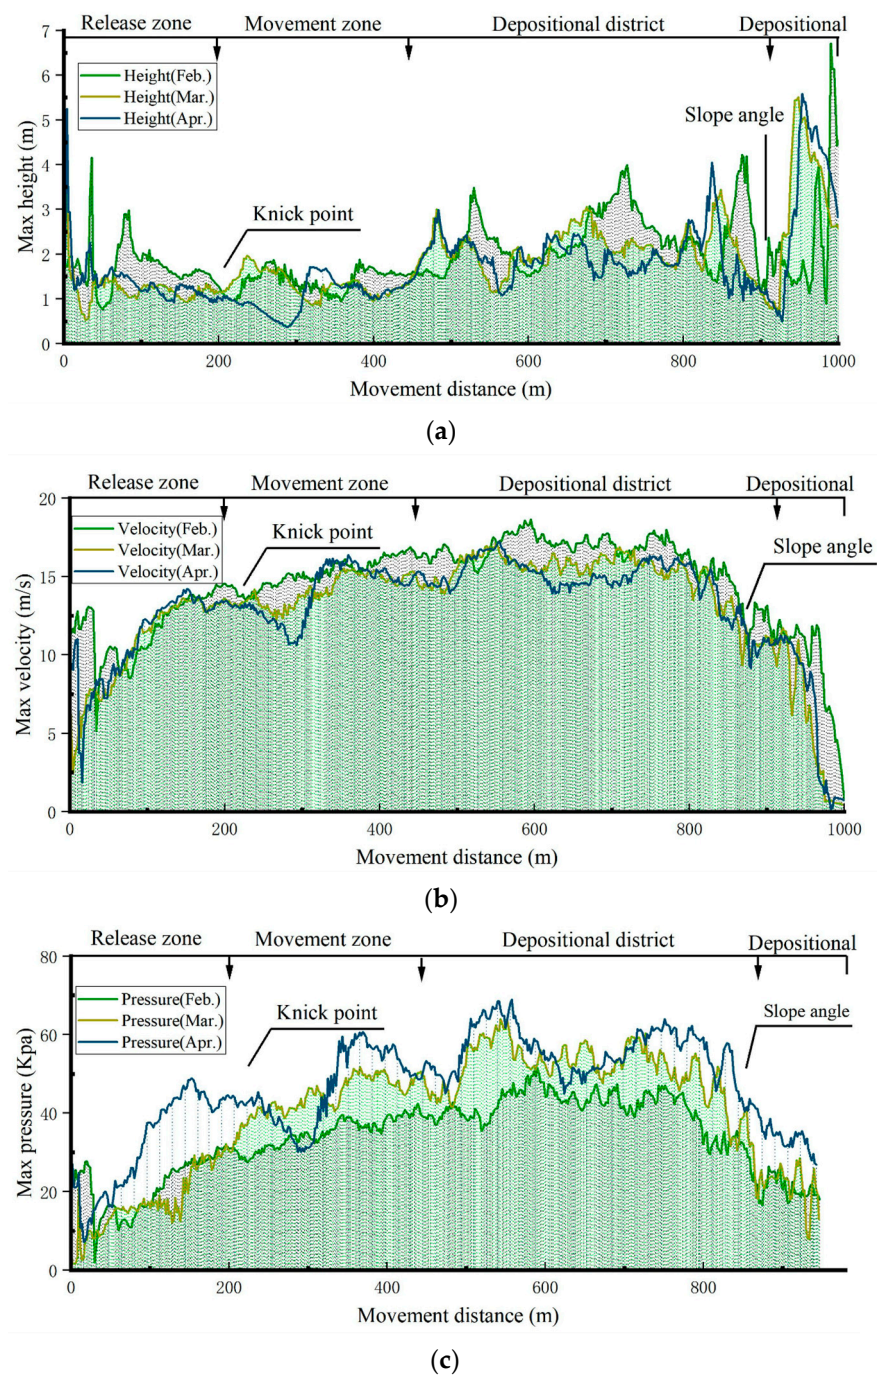 Release zone Movement zone Depositional district Depositional
7
6
5
4
3
2
1
0
Max height (m)
Height(Feb.)
Height(Mar.)
Height(Apr.)
Slope angle
Knick point
0 200 400 600 800 1000
Movement distance (m)
(a)
Release zone Movement zone Depositional district Depositional
20
15
10
5
0
Max velocity (m/s)
Velocity(Feb.)
Velocity(Mar.)
Velocity(Apr.)
Knick point
Slope angle
0 200 400 600 800 1000
Movement distance (m)
(b)
Release zone Movement zone Depositional district Depositional
80
60
40
20
0
Max pressure (Kpa)
Pressure(Feb.)
Pressure(Mar.)
Pressure(Apr.)
Knick point
Slope angle
0 200 400 600 800
Movement distance (m)
(c)